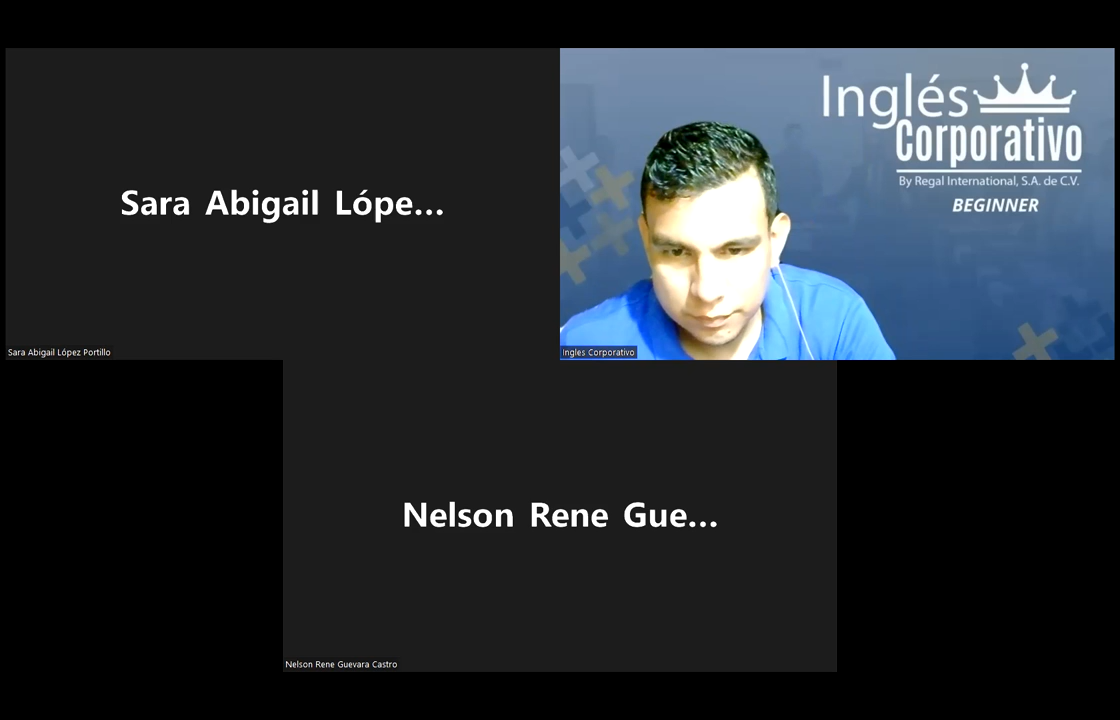 Sara Abigail Lópe...
Sara Abigail López Portillo
Inglés
Corporativo
By Regal International, S.A. de C.V.
BEGINNER
Ingles Corporativo
Nelson Rene Gue...
Nelson Rene Guevara Castro